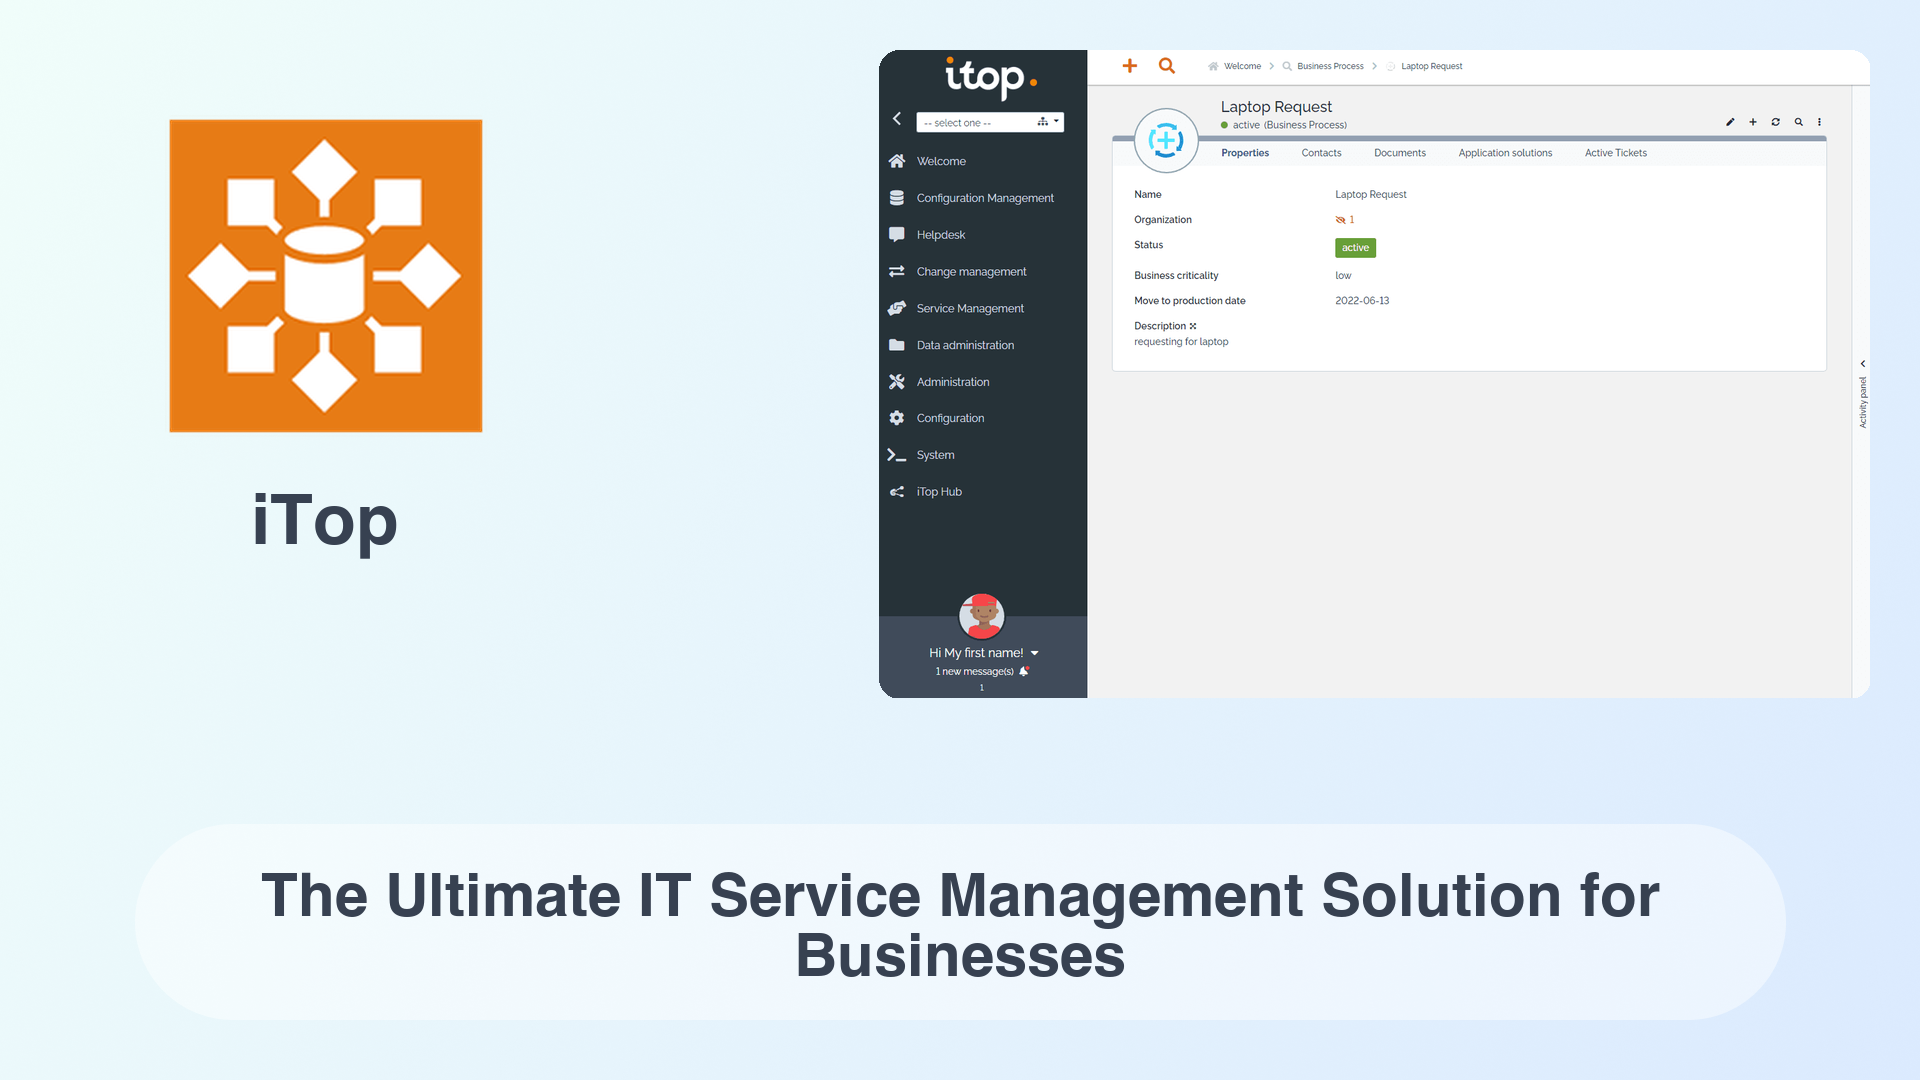 iTop
itop.
-- select one --
Welcome
Configuration Management
Helpdesk
Change management
Service Management
Data administration
Administration
Configuration
System
iTop Hub
Hi My first name!
1 new message(s)
1
Welcome
Business Process
Laptop Request
Laptop Request
active (Business Process)
Properties
Contacts
Documents
Application solutions
Active Tickets
Name
Laptop Request
Organization
1
Status
active
Business criticality
low
Move to production date
2022-06-13
Description
requesting for laptop
Activity panel
The Ultimate IT Service Management Solution for
Businesses